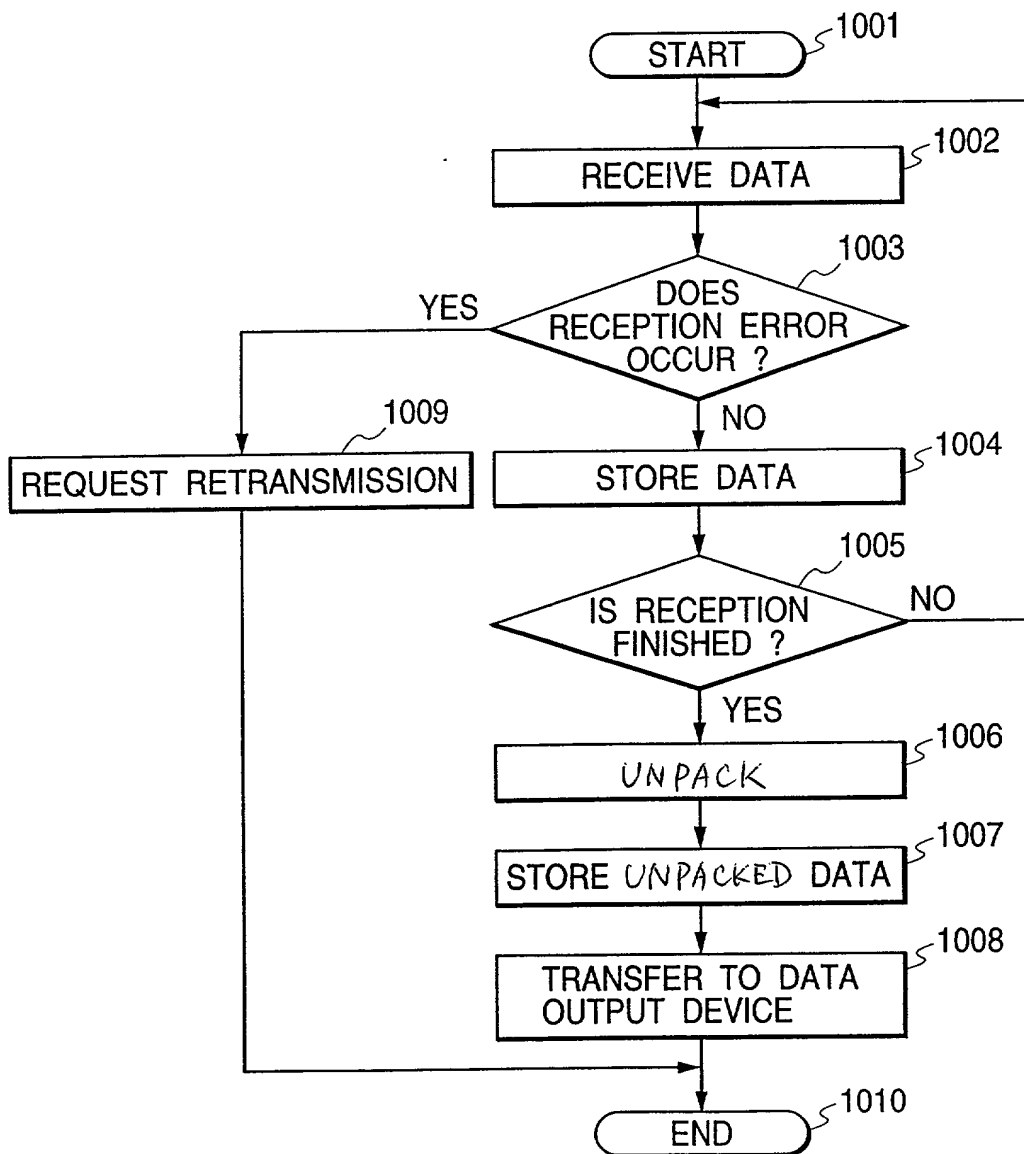 1001
START
1002
RECEIVE DATA
1003
DOES
RECEPTION ERROR
OCCUR ?
YES
NO
1009
REQUEST RETRANSMISSION
1004
STORE DATA
1005
IS RECEPTION
FINISHED ?
NO
YES
1006
UNPACK
1007
STORE UNPACKED DATA
1008
TRANSFER TO DATA
OUTPUT DEVICE
1010
END